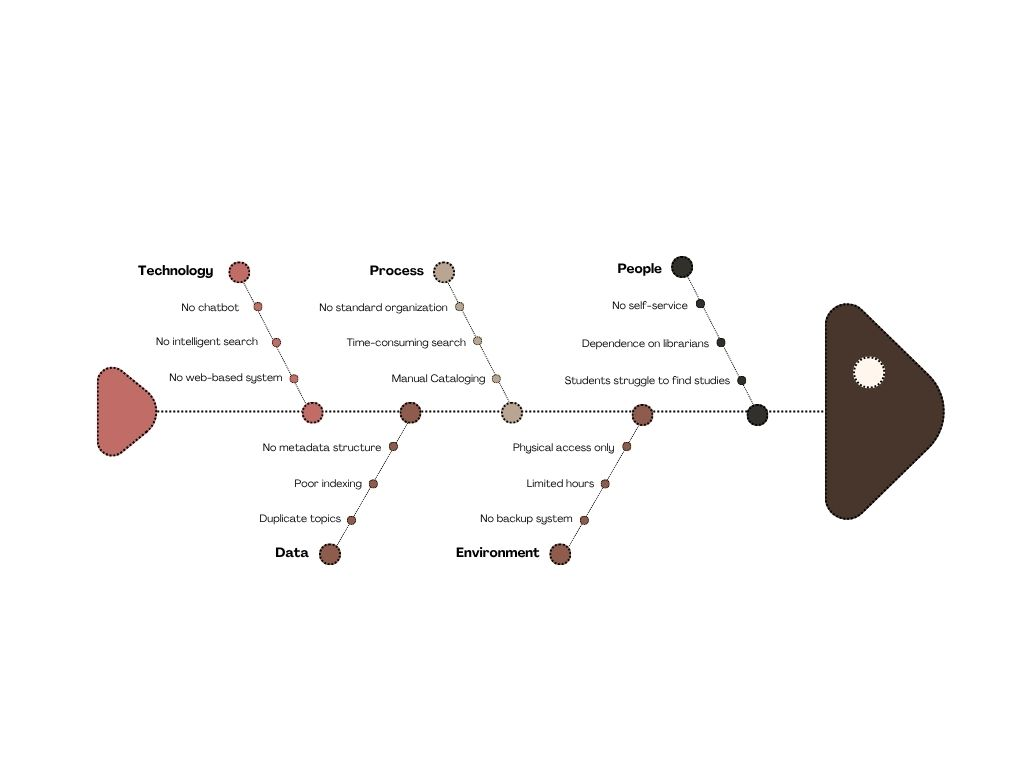 Technology
No chatbot
No intelligent search
No web-based system
Process
No standard organization
Time-consuming search
Manual Cataloging
People
No self-service
Dependence on librarians
Students struggle to find studies
No metadata structure
Poor indexing
Duplicate topics
Data
Physical access only
Limited hours
No backup system
Environment